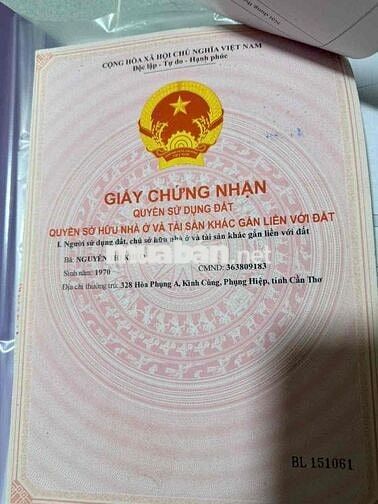 CỘNG HÒA XÃ HỘI CHỦ NGHĨA VIỆT NAM
Độc lập - Tự do - Hạnh phúc
GIẤY CHỨNG NHẬN
QUYỀN SỬ DỤNG ĐẤT
QUYỀN SỞ HỮU NHÀ Ở VÀ TÀI SẢN KHÁC GẮN LIỀN VỚI ĐẤT
I. Người sử dụng đất, chủ sở hữu nhà ở và tài sản khác gắn liền với đất
Bà: NGUYỄN
Sinh năm: 1970 CMND: 363809183
Địa chỉ thường trú: 328 Hòa Phụng A, Kinh Cùng, Phụng Hiệp, tỉnh Cần Thơ
BL 151061